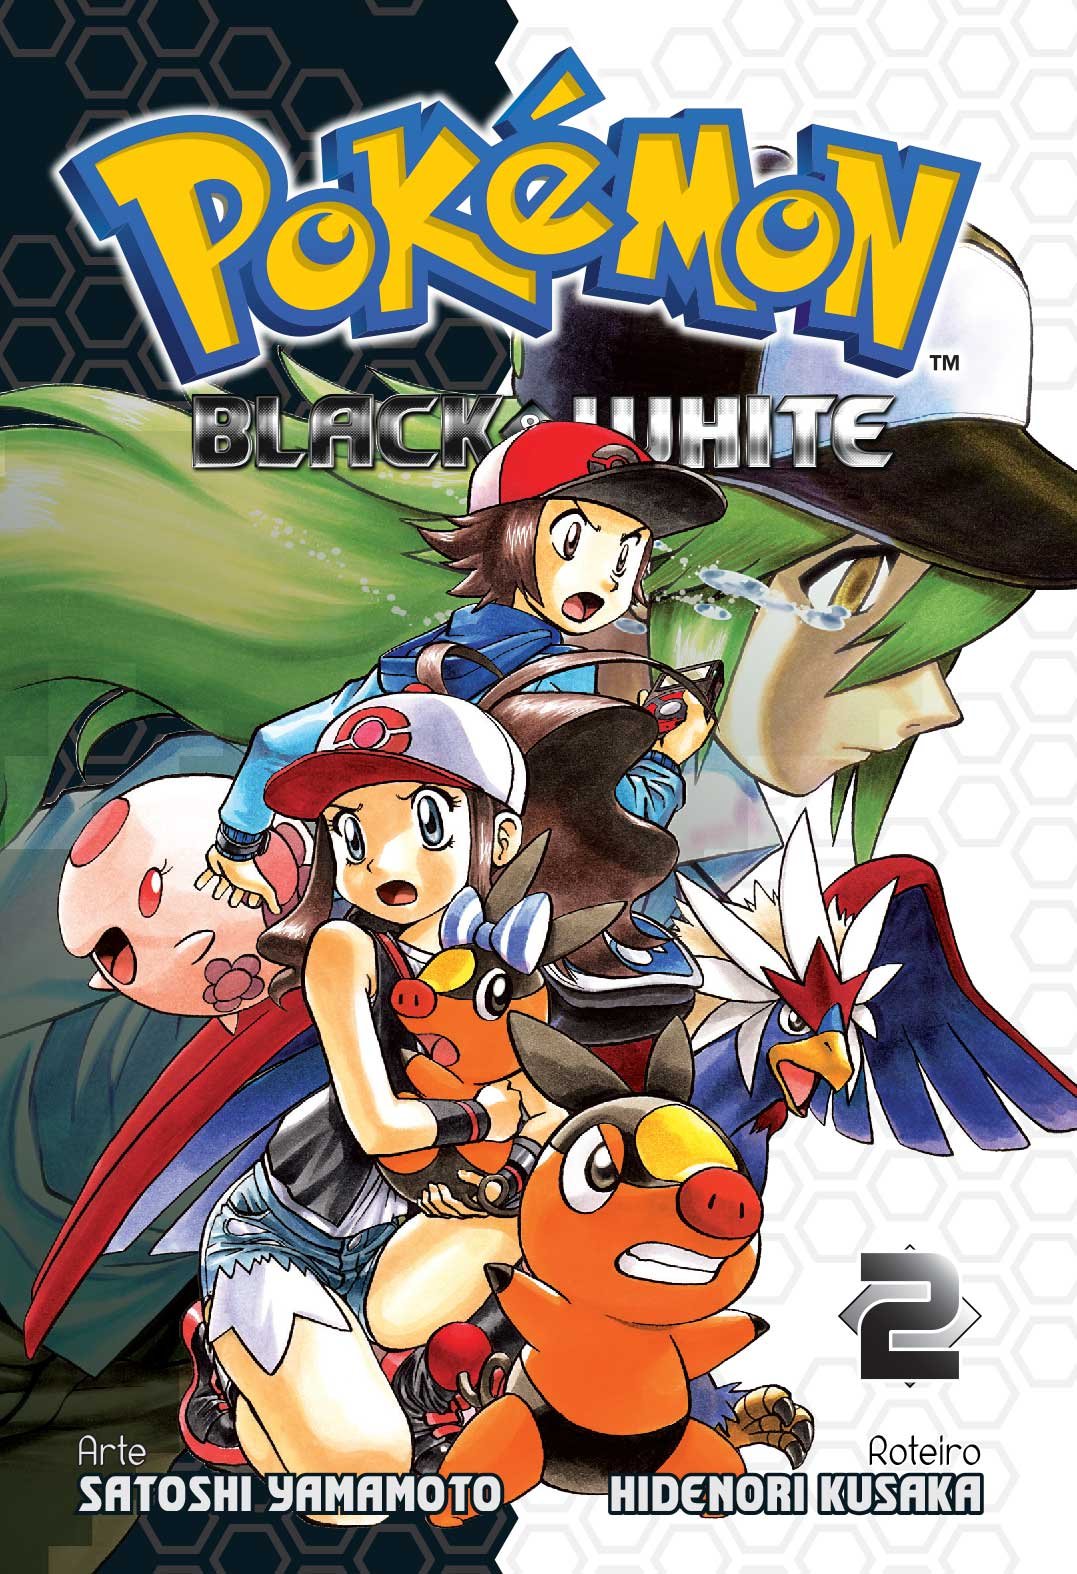 POKÉMON
TM
BLACK & WHITE
2
Arte
SATOSHI YAMAMOTO
Roteiro
HIDENORI KUSAKA